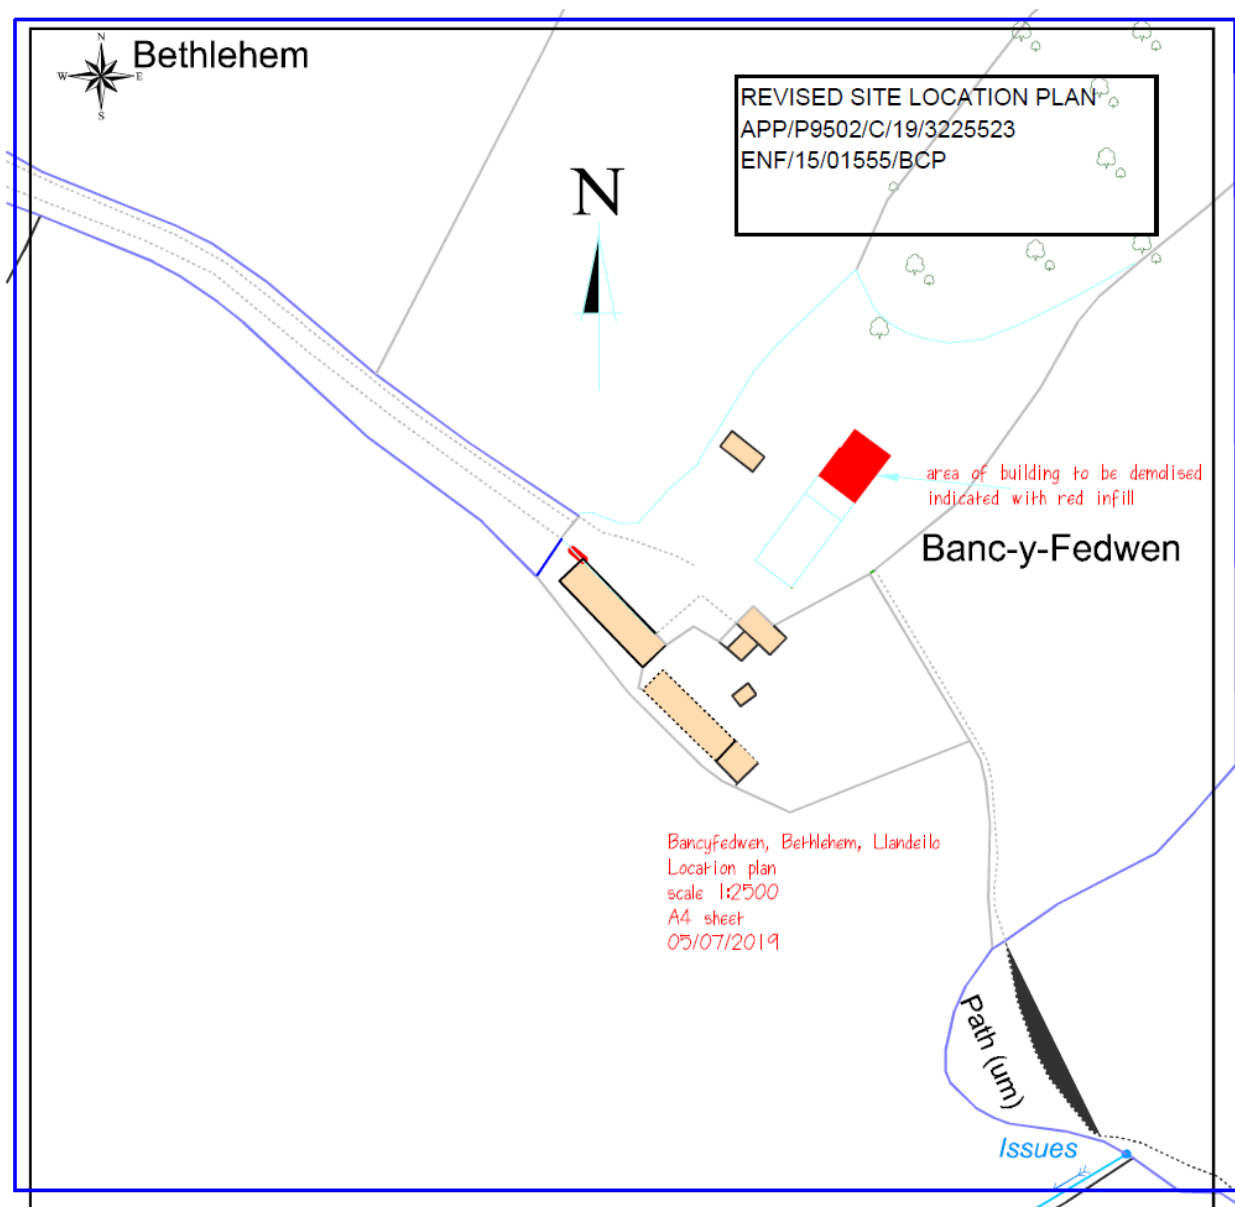 N
W E
S
Bethlehem
REVISED SITE LOCATION PLAN
APP/P9502/C/19/3225523
ENF/15/01555/BCP
N
area of building to be demolised
indicated with red infill
Banc-y-Fedwen
Bancyfedwen, Bethlehem, Llandeilo
Location plan
scale 1:2500
A4 sheet
05/07/2019
Path (um)
Issues